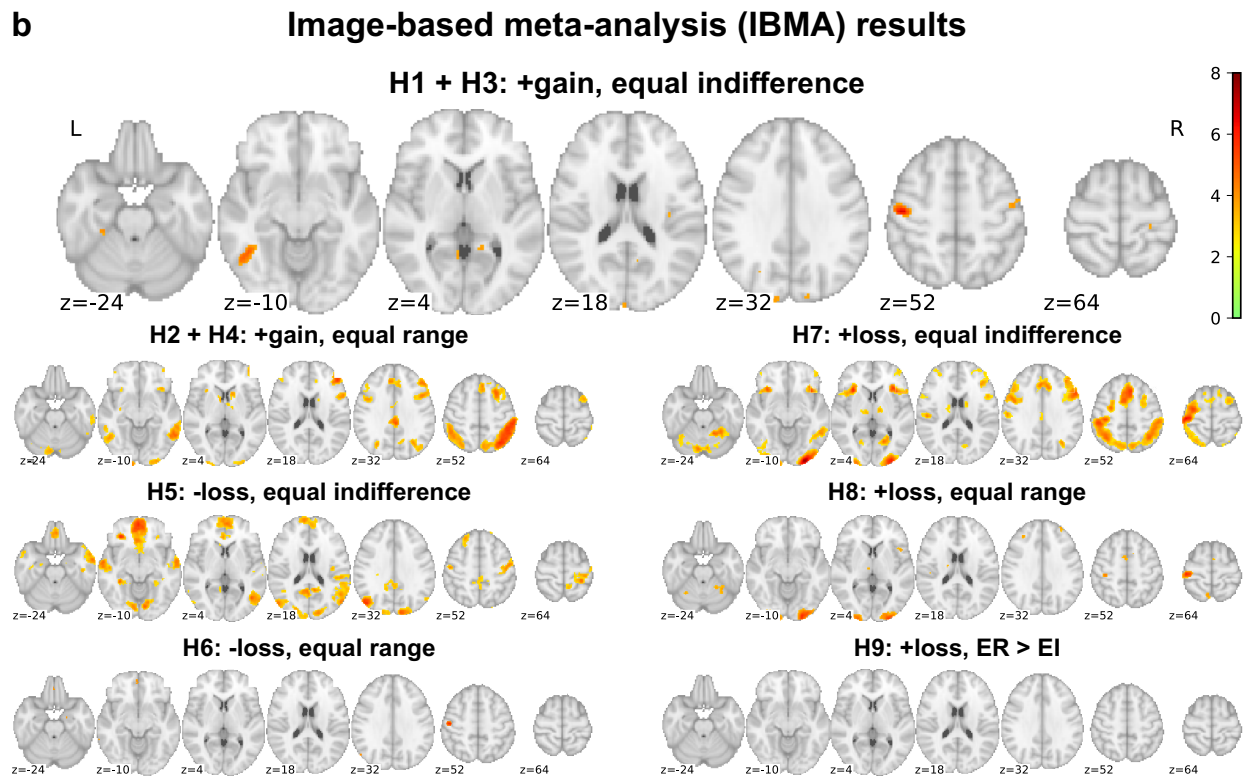 b Image-based meta-analysis (IBMA) results
H1 + H3: +gain, equal indifference
8
L R
6
4
2
z=-24 z=-10 z=4 z=18 z=32 z=52 z=64 0
H2 + H4: +gain, equal range H7: +loss, equal indifference
z=-24 z=-10 z=4 z=18 z=32 z=52 z=64 z=-24 z=-10 z=4 z=18 z=32 z=52 z=64
H5: -loss, equal indifference H8: +loss, equal range
z=-24 z=-10 z=4 z=18 z=32 z=52 z=64 z=-24 z=-10 z=4 z=18 z=32 z=52 z=64
H6: -loss, equal range H9: +loss, ER > EI
z=-24 z=-10 z=4 z=18 z=32 z=52 z=64 z=-24 z=-10 z=4 z=18 z=32 z=52 z=64